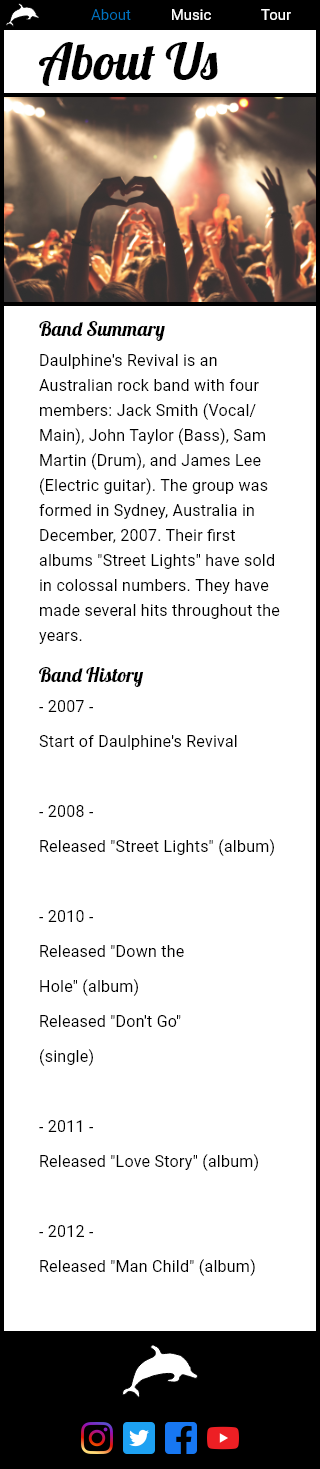 About Music Tour
About Us
Band Summary
Daulphine's Revival is an
Australian rock band with four
members: Jack Smith (Vocal/
Main), John Taylor (Bass), Sam
Martin (Drum), and James Lee
(Electric guitar). The group was
formed in Sydney, Australia in
December, 2007. Their first
albums "Street Lights" have sold
in colossal numbers. They have
made several hits throughout the
years.
Band History
- 2007 -
Start of Daulphine's Revival
- 2008 -
Released "Street Lights" (album)
- 2010 -
Released "Down the
Hole" (album)
Released "Don't Go"
(single)
- 2011 -
Released "Love Story" (album)
- 2012 -
Released "Man Child" (album)